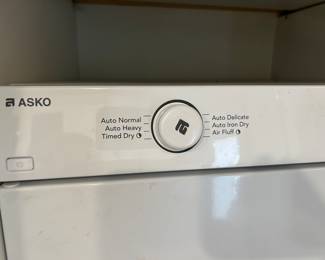 ASKO
Auto Normal
Auto Heavy
Timed Dry
Auto Delicate
Auto Iron Dry
Air Fluff